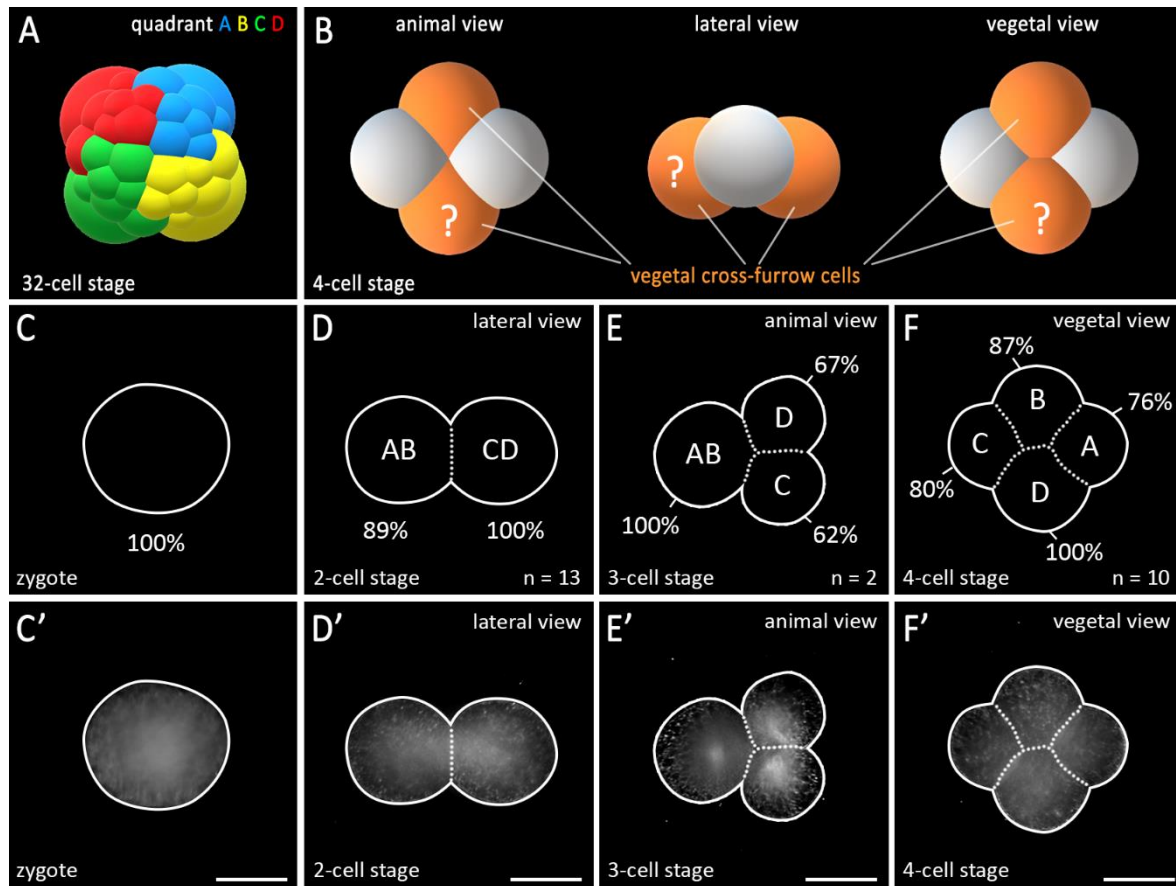 A
quadrant A B C D
32-cell stage
B
animal view
lateral view
vegetal view
?
?
?
vegetal cross-furrow cells
4-cell stage
C
100%
zygote
D
lateral view
AB
CD
89%
100%
2-cell stage
n = 13
E
animal view
67%
D
AB
C
100%
62%
3-cell stage
n = 2
F
vegetal view
87%
B
76%
C
A
80%
D
100%
4-cell stage
n = 10
C’
zygote
D’
lateral view
2-cell stage
E’
animal view
3-cell stage
F’
vegetal view
4-cell stage